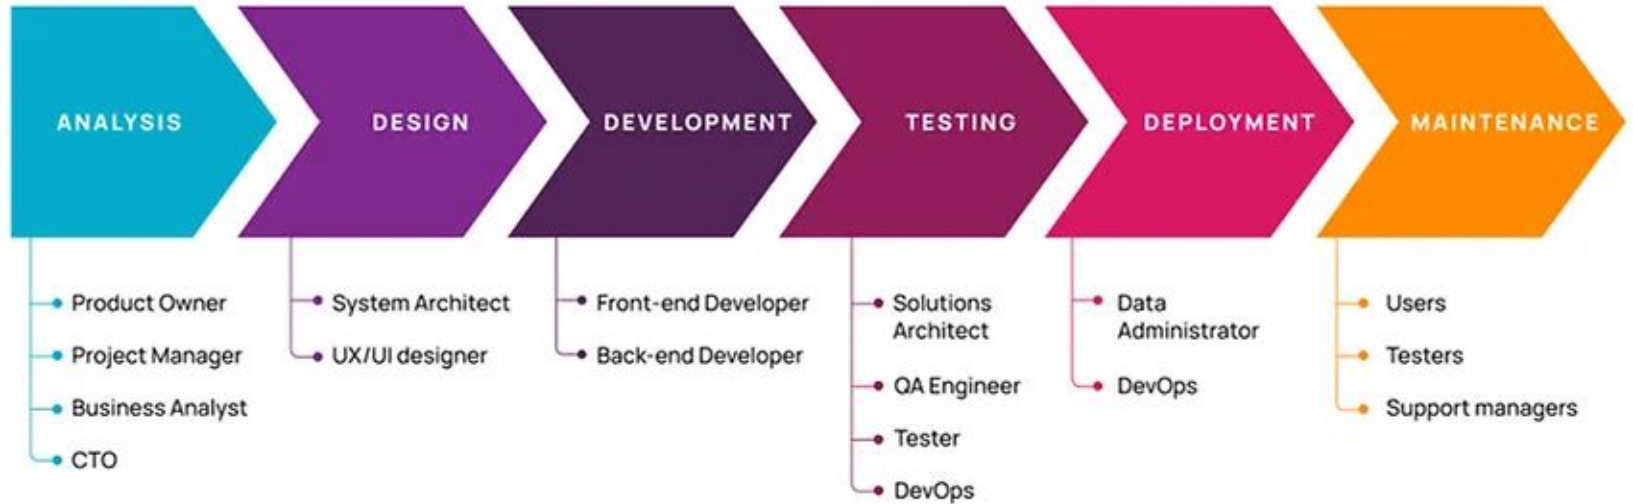 ANALYSIS
DESIGN
DEVELOPMENT
TESTING
DEPLOYMENT
MAINTENANCE
Product Owner
Project Manager
Business Analyst
CTO
System Architect
UX/UI designer
Front-end Developer
Back-end Developer
Solutions
Architect
QA Engineer
Tester
DevOps
Data
Administrator
DevOps
Users
Testers
Support managers